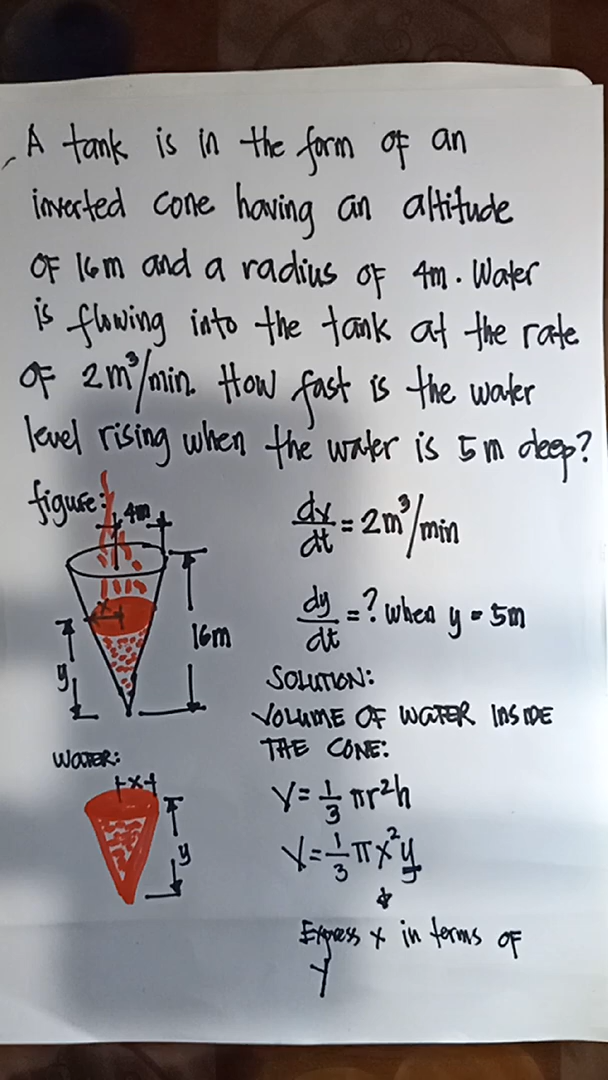 A tank is in the form of an
inverted cone having an altitude
OF 16m and a radius of 4m. Water
is flowing into the tank at the rate
OF 2m³/min. How fast is the water
level rising when the water is 5m deep?
figure:
4m
x
16m
y
WATER:
x
y
dv/dt = 2m³/min
dy/dt = ? when y = 5m
SOLUTION:
VOLUME OF WATER INSIDE
THE CONE:
V = 1/3 πr²h
V = 1/3 πx²y
Express x in terms of
y